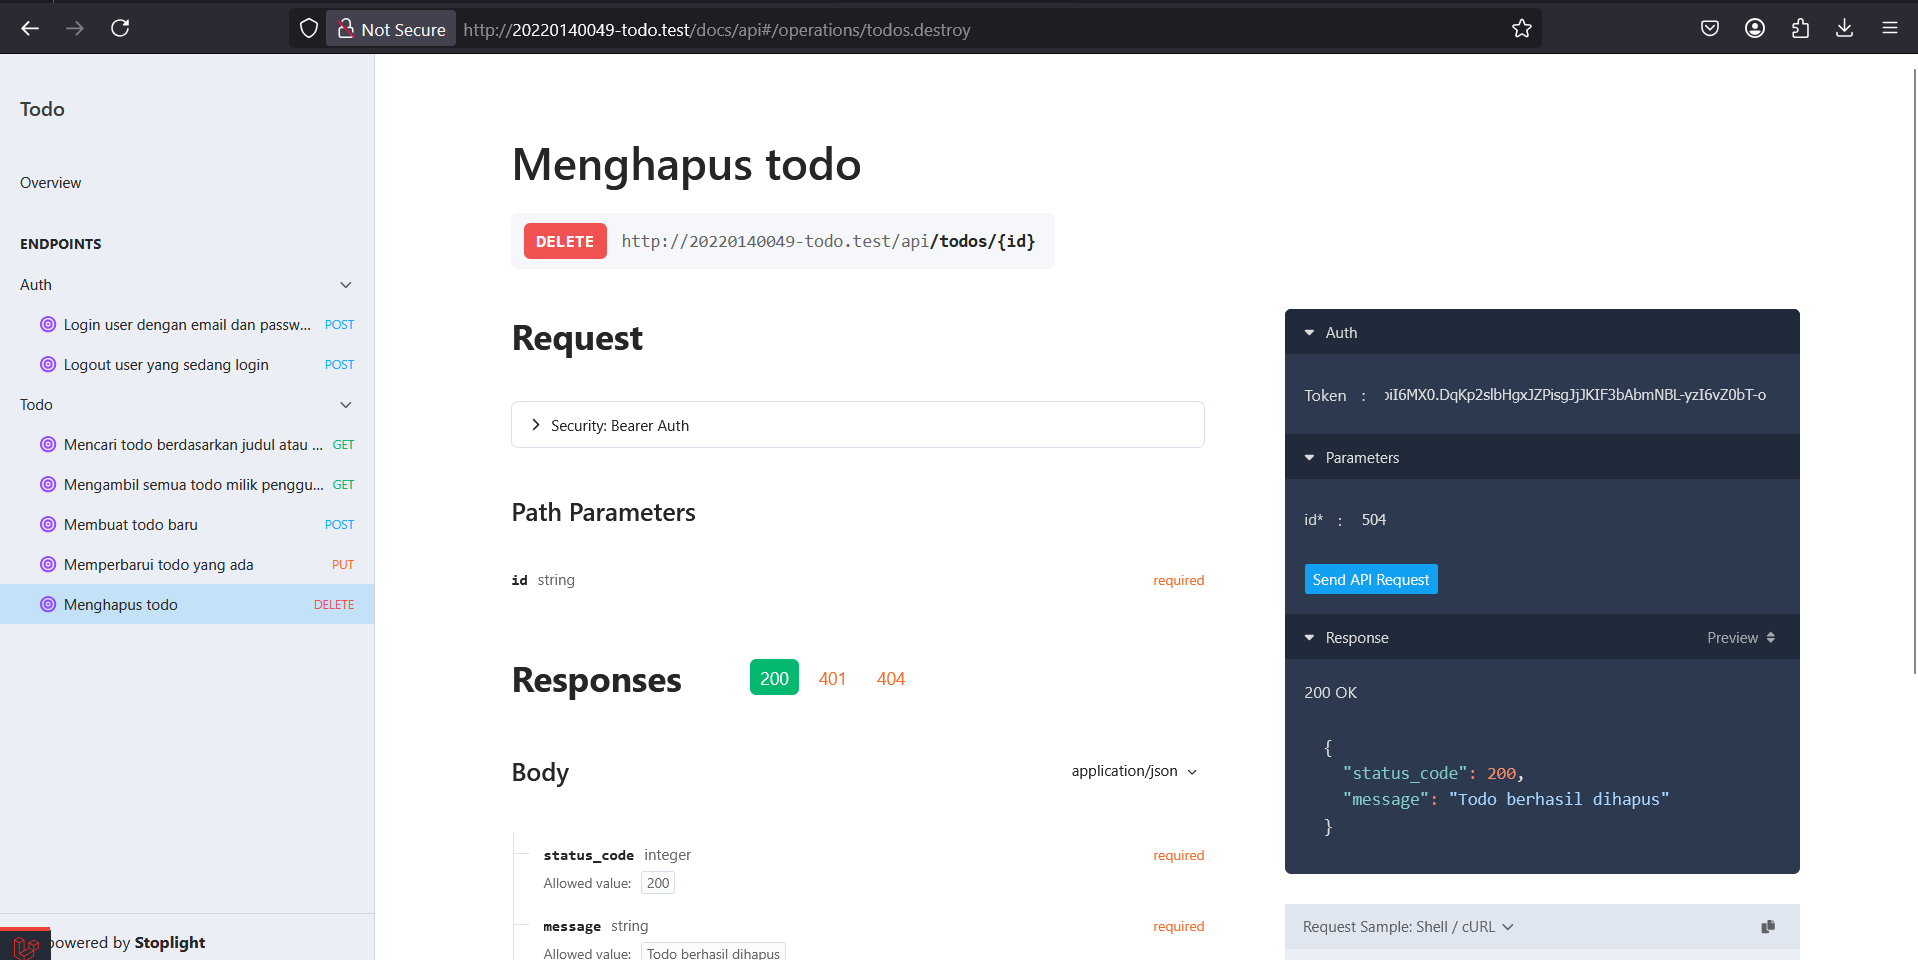 Not Secure
http://20220140049-todo.test/docs/api#/operations/todos.destroy
Todo
Overview
ENDPOINTS
Auth
Login user dengan email dan passw... POST
Logout user yang sedang login POST
Todo
Mencari todo berdasarkan judul atau ... GET
Mengambil semua todo milik penggu... GET
Membuat todo baru POST
Memperbarui todo yang ada PUT
Menghapus todo DELETE
powered by Stoplight
Menghapus todo
DELETE http://20220140049-todo.test/api/todos/{id}
Request
Security: Bearer Auth
Path Parameters
id string required
Responses 200 401 404
Body application/json
status_code integer required
Allowed value: 200
message string required
Allowed value: Todo berhasil dihapus
Auth
Token : iI6MX0.DqKp2slbHgxJZPisgJjJKIF3bAbmNBL-yzI6vZ0bT-o
Parameters
id* : 504
Send API Request
Response Preview
200 OK
{
"status_code": 200,
"message": "Todo berhasil dihapus"
}
Request Sample: Shell / cURL